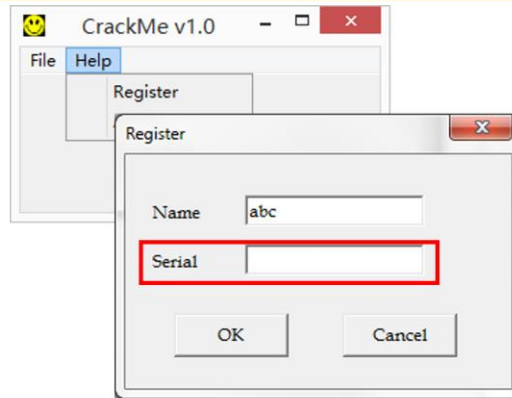 CrackMe v1.0
File Help
Register
Register
Name abc
Serial
OK Cancel